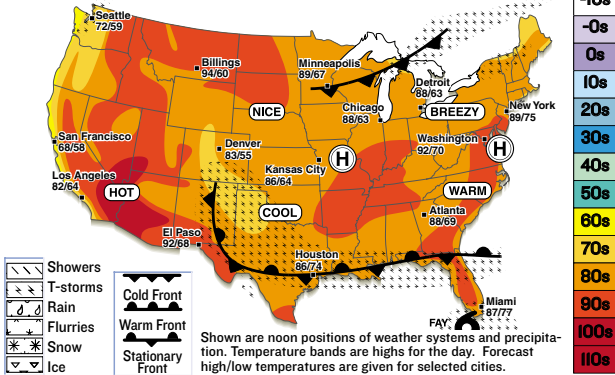 Seattle
72/59
Billings
94/60
Minneapolis
89/67
Detroit
88/63
Chicago
88/63
NICE
BREEZY
New York
89/75
San Francisco
68/58
Denver
83/55
Kansas City
86/64
H
Washington
92/70
H
Los Angeles
82/64
HOT
COOL
WARM
Atlanta
88/69
El Paso
92/68
Houston
86/74
Miami
87/77
FAY
Showers
T-storms
Rain
Flurries
Snow
Ice
Cold Front
Warm Front
Stationary
Front
Shown are noon positions of weather systems and precipita-
tion. Temperature bands are highs for the day. Forecast
high/low temperatures are given for selected cities.
-10s
-0s
0s
10s
20s
30s
40s
50s
60s
70s
80s
90s
100s
110s